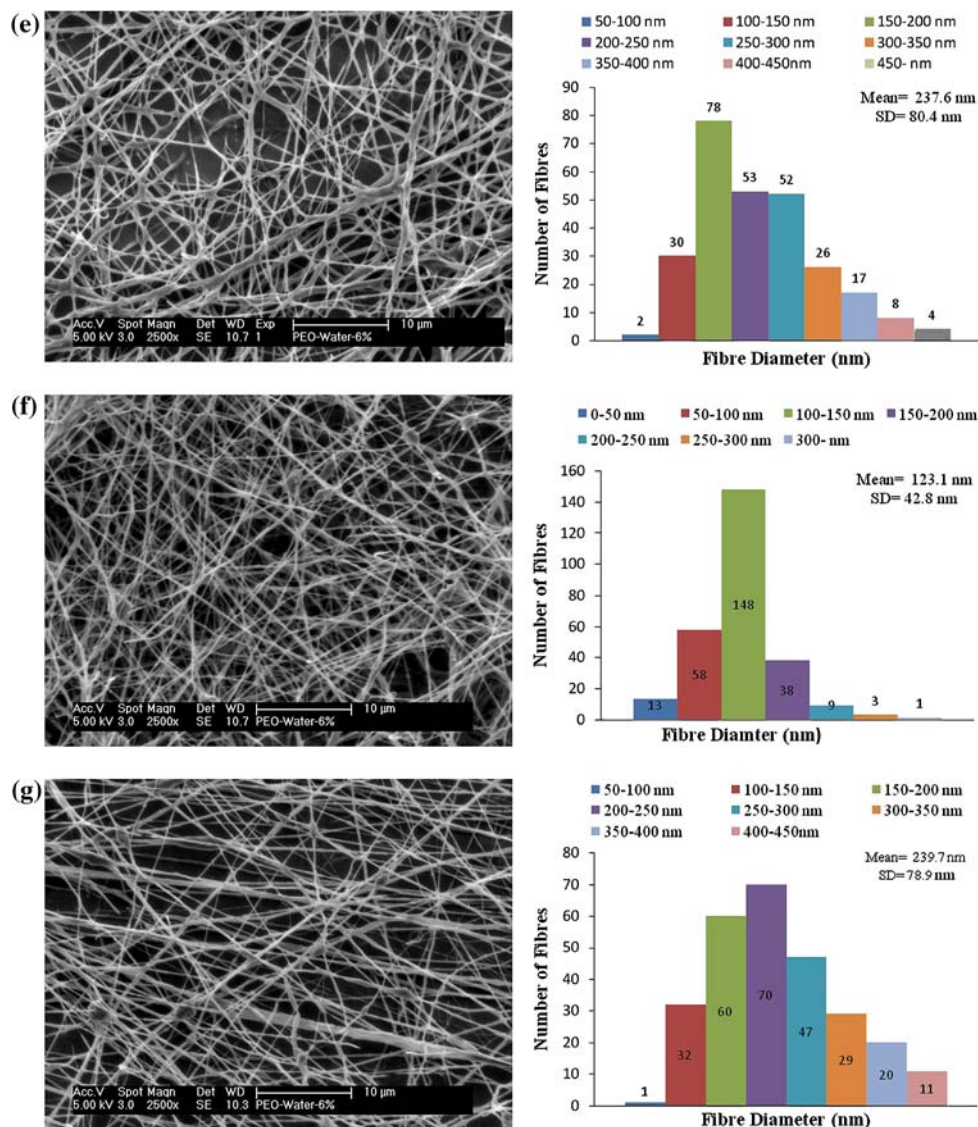 (e)
Acc.V Spot Magn Det WD Exp 10 µm
5.00 kV 3.0 2500x SE 10.7 1 PEO-Water-6%
50-100 nm 100-150 nm 150-200 nm
200-250 nm 250-300 nm 300-350 nm
350-400 nm 400-450nm 450- nm
Mean= 237.6 nm
SD= 80.4 nm
Number of Fibres
90
80
70
60
50
40
30
20
10
0
2 30 78 53 52 26 17 8 4
Fibre Diameter (nm)
(f)
Acc.V Spot Magn Det WD 10 µm
5.00 kV 3.0 2500x SE 10.7 PEO-Water-6%
0-50 nm 50-100 nm 100-150 nm 150-200 nm
200-250 nm 250-300 nm 300- nm
Mean= 123.1 nm
SD= 42.8 nm
Number of Fibres
160
140
120
100
80
60
40
20
0
13 58 148 38 9 3 1
Fibre Diamter (nm)
(g)
Acc.V Spot Magn Det WD 10 µm
5.00 kV 3.0 2500x SE 10.3 PEO-Water-6%
50-100 nm 100-150 nm 150-200 nm
200-250 nm 250-300 nm 300-350 nm
350-400 nm 400-450nm
Mean= 239.7nm
SD=78.9 nm
Number of Fibres
80
70
60
50
40
30
20
10
0
1 32 60 70 47 29 20 11
Fibre Diameter (nm)